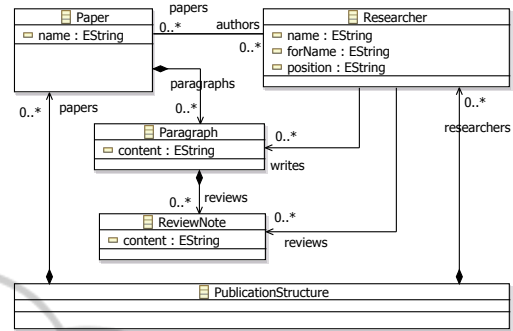 papers
Paper
Researcher
name : EString
0..*
authors
0..*
name : EString
forName : EString
position : EString
paragraphs
0..*
0..*
papers
0..*
researchers
Paragraph
content : EString
0..*
writes
0..*
reviews
ReviewNote
content : EString
0..*
reviews
PublicationStructure